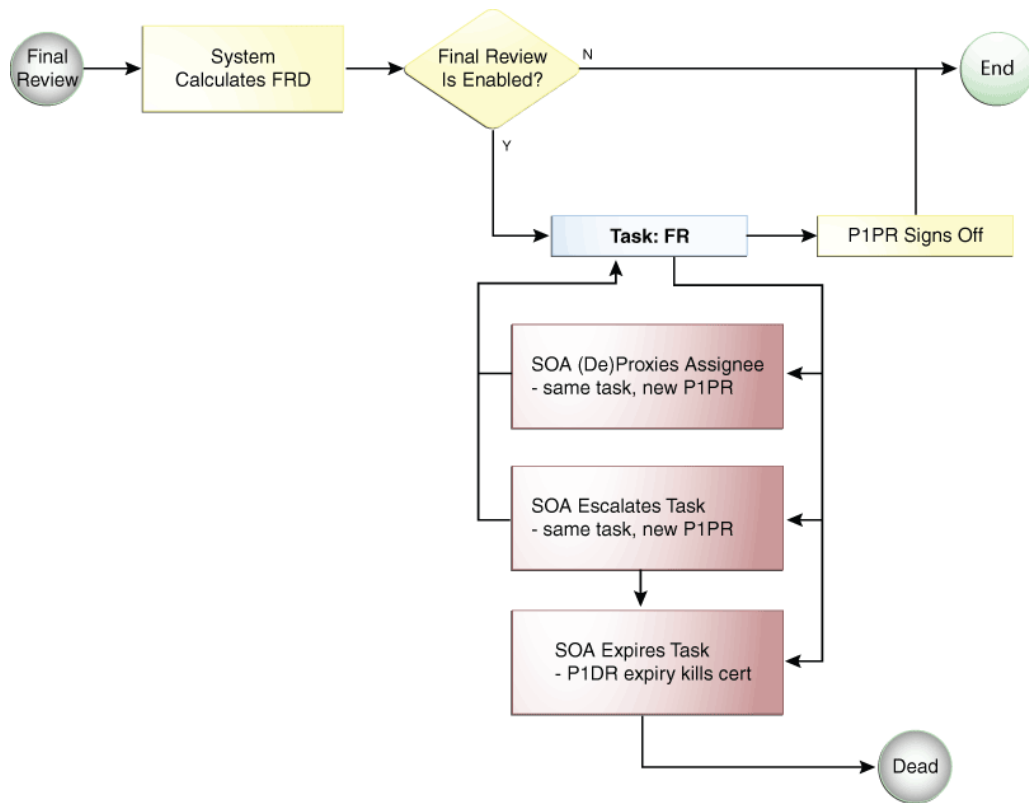 Final
Review
System
Calculates FRD
Final Review
Is Enabled?
N
End
Y
Task: FR
P1PR Signs Off
SOA (De)Proxies Assignee
- same task, new P1PR
SOA Escalates Task
- same task, new P1PR
SOA Expires Task
- P1DR expiry kills cert
Dead